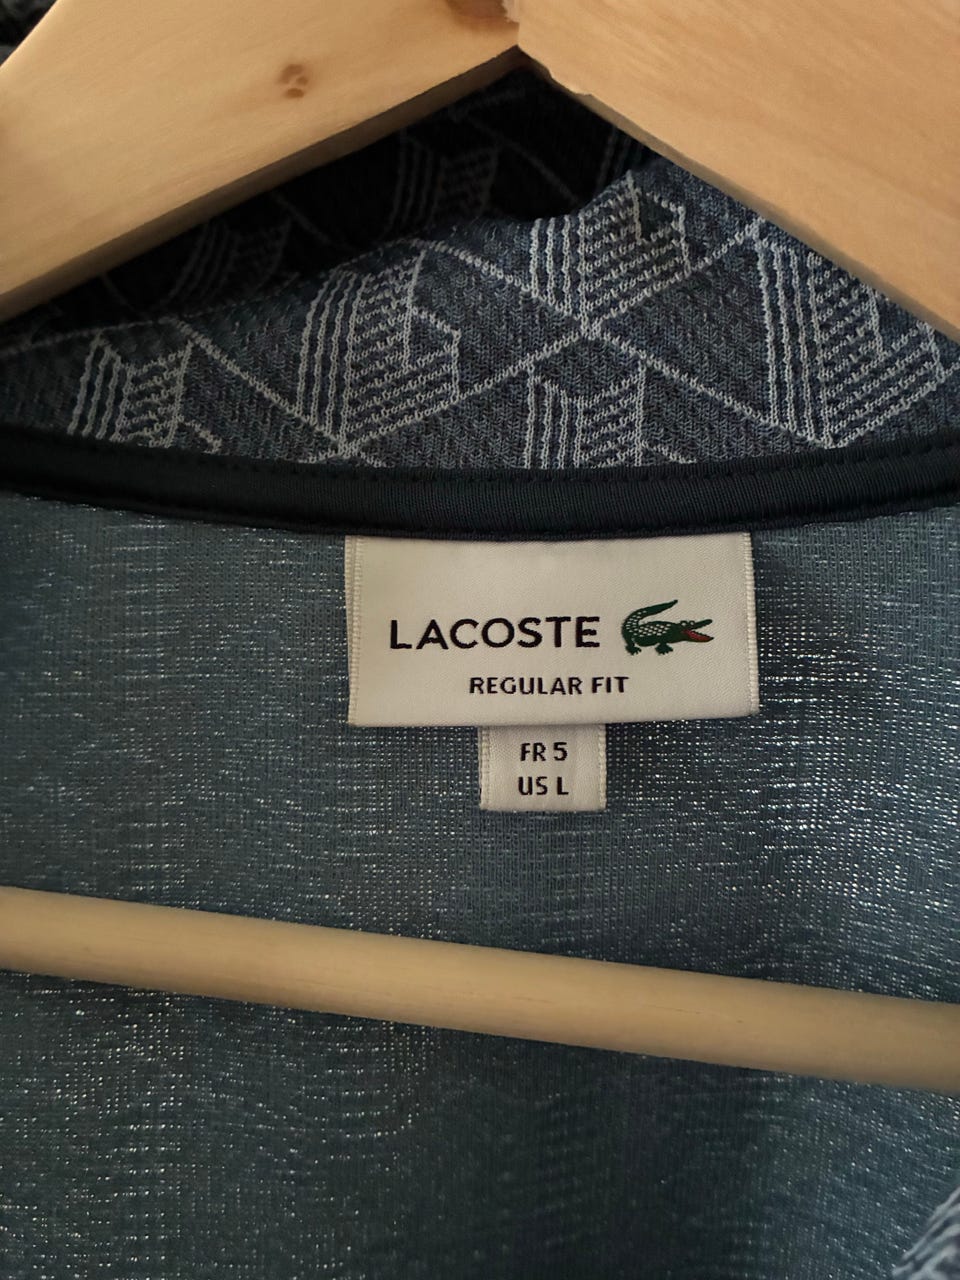 LACOSTE
REGULAR FIT
FR 5
US L